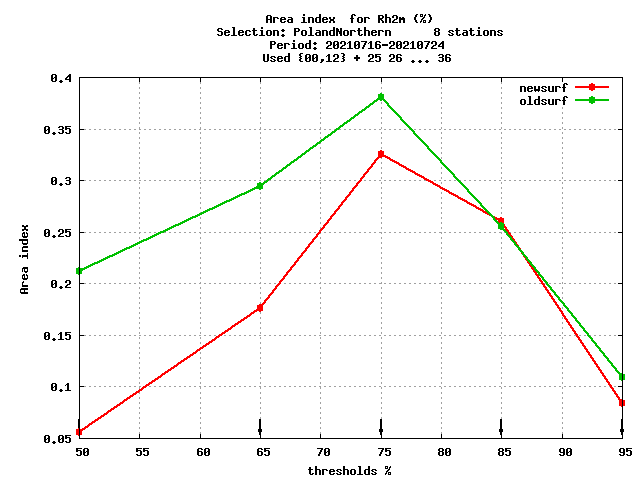 Area index  for Rh2m (%)
Selection: PolandNorthern      8 stations
Period: 20210716-20210724
Used {00,12} + 25 26 ... 36
newsurf
oldsurf
0.4
0.35
0.3
0.25
0.2
0.15
0.1
0.05
Area index
50 55 60 65 70 75 80 85 90 95
thresholds %